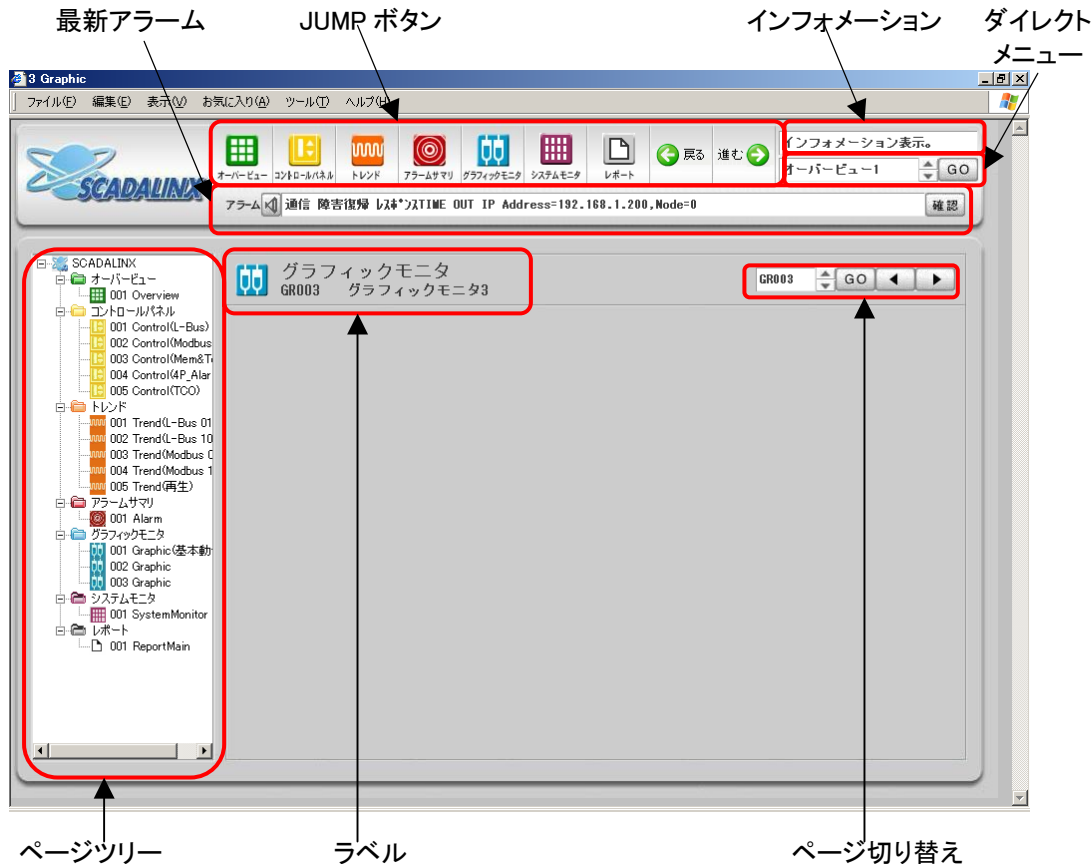 最新アラーム
JUMP ボタン
インフォメーション
ダイレクト
メニュー
3 Graphic
ファイル(F) 編集(E) 表示(V) お気に入り(A) ツール(T) ヘルプ(H)
オーバービュー コントロールパネル トレンド アラームサマリ グラフィックモニタ システムモニタ レポート 戻る 進む
インフォメーション表示。
オーバービュー1 GO
SCADALINX
アラーム 通信 障害復帰 ﾚｽﾎﾟﾝｽTIME OUT IP Address=192.168.1.200,Node=0 確認
SCADALINX
オーバービュー
001 Overview
コントロールパネル
001 Control(L-Bus)
002 Control(Modbus
003 Control(Mem&T
004 Control(4P_Alar
005 Control(TCO)
トレンド
001 Trend(L-Bus 01
002 Trend(L-Bus 10
003 Trend(Modbus
004 Trend(Modbus 1
005 Trend(再生)
アラームサマリ
001 Alarm
グラフィックモニタ
001 Graphic(基本動
002 Graphic
003 Graphic
システムモニタ
001 SystemMonitor
レポート
001 ReportMain
グラフィックモニタ
GR003 グラフィックモニタ3
GR003 GO
ページツリー
ラベル
ページ切り替え